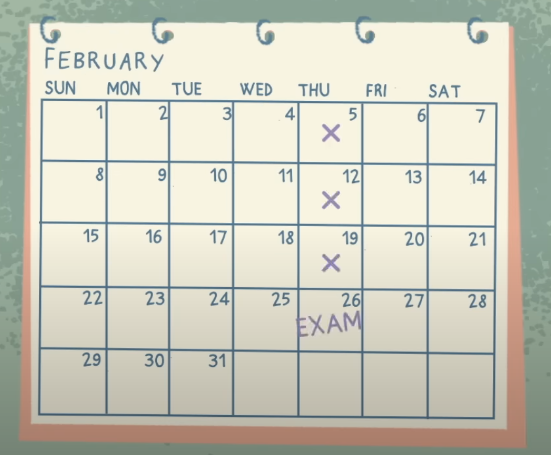 FEBRUARY
SUN MON TUE WED THU FRI SAT
1 2 3 4 5 6 7
8 9 10 11 12 13 14
15 16 17 18 19 20 21
22 23 24 25 26 27 28
EXAM
29 30 31